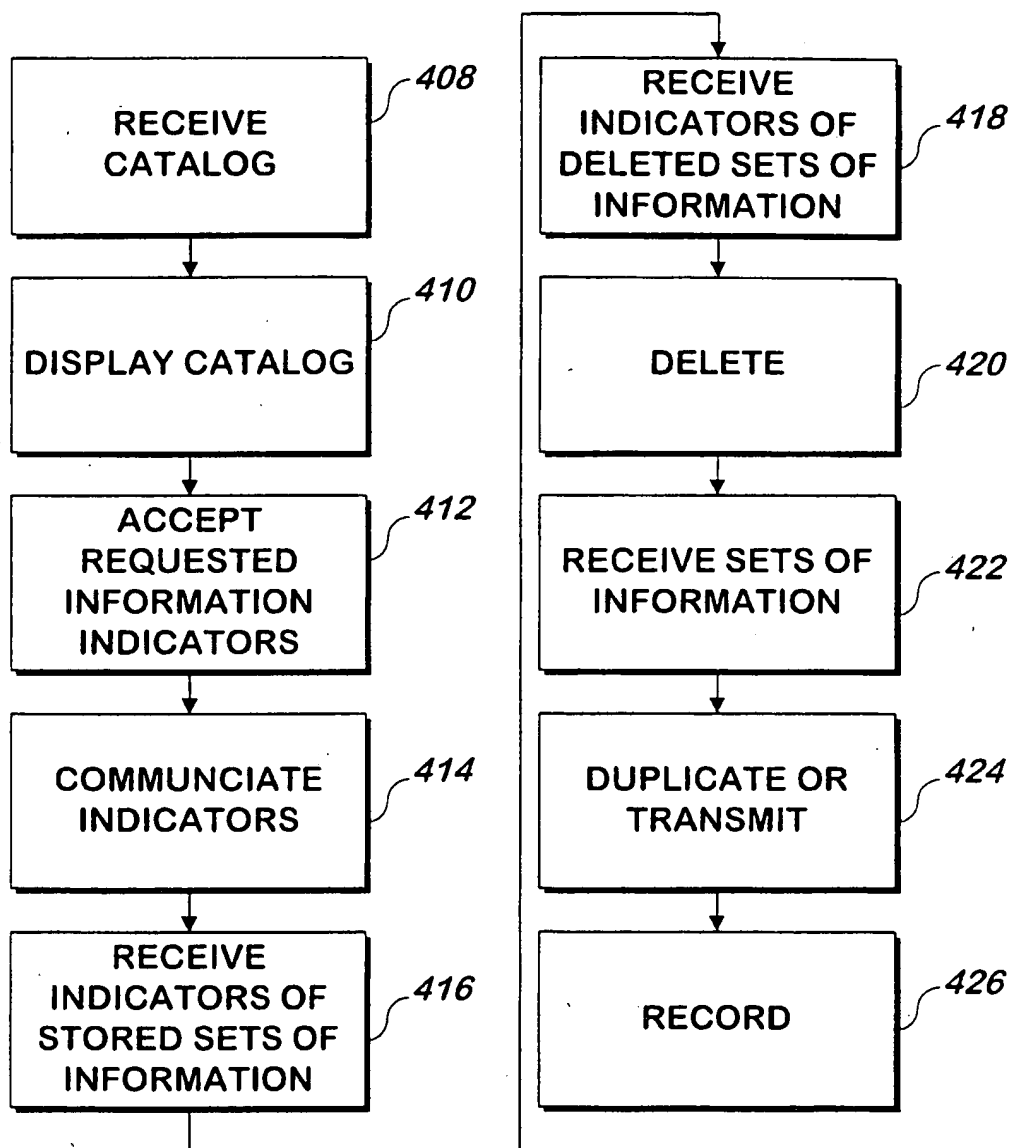 RECEIVE
CATALOG
408
DISPLAY CATALOG
410
ACCEPT
REQUESTED
INFORMATION
INDICATORS
412
COMMUNCIATE
INDICATORS
414
RECEIVE
INDICATORS OF
STORED SETS OF
INFORMATION
416
RECEIVE
INDICATORS OF
DELETED SETS OF
INFORMATION
418
DELETE
420
RECEIVE SETS OF
INFORMATION
422
DUPLICATE OR
TRANSMIT
424
RECORD
426